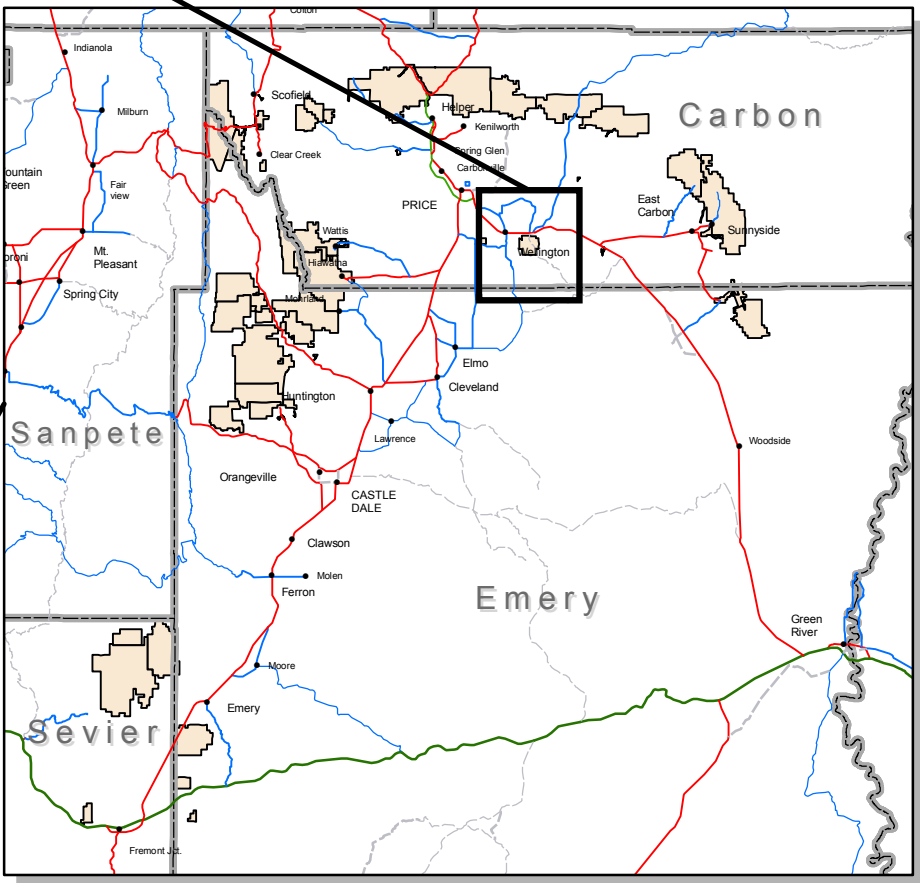 Colton
Indianola
Scofield
Milburn
Helper
Carbon
Kenilworth
Spring Glen
Clear Creek
Carbonville
ountain
Green
Fair
view
PRICE
East
Carbon
Sunnyside
Wattis
Wellington
Mt.
Pleasant
oroni
Hiawatha
Spring City
Mohrland
Elmo
Cleveland
Huntington
Sanpete
Lawrence
Woodside
Orangeville
CASTLE
DALE
Clawson
Molen
Ferron
Emery
Green
River
Moore
Emery
Sevier
Fremont Jct.